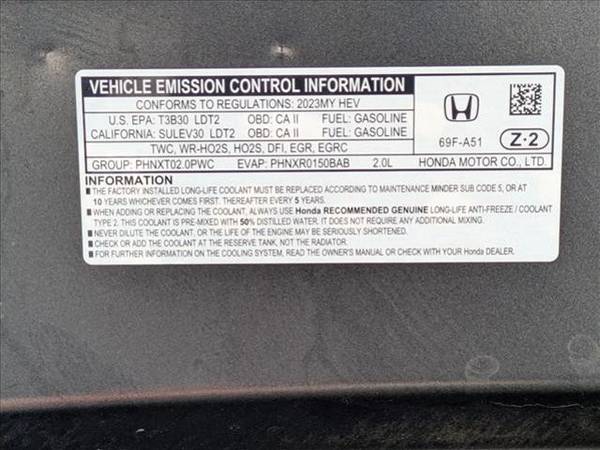 VEHICLE EMISSION CONTROL INFORMATION
CONFORMS TO REGULATIONS: 2023MY HEV
U.S. EPA: T3B30 LDT2 OBD: CA II FUEL: GASOLINE
CALIFORNIA: SULEV30 LDT2 OBD: CA II FUEL: GASOLINE
TWC, WR-HO2S, HO2S, DFI, EGR, EGRC
GROUP: PHNXT02.0PWC EVAP: PHNXR0150BAB 2.0L
69F-A51
Z·2
HONDA MOTOR CO., LTD.
INFORMATION
■ THE FACTORY INSTALLED LONG-LIFE COOLANT MUST BE REPLACED ACCORDING TO MAINTENANCE MINDER SUB CODE 5, OR AT
10 YEARS WHICHEVER COMES FIRST. THEREAFTER EVERY 5 YEARS.
■ WHEN ADDING OR REPLACING THE COOLANT, ALWAYS USE Honda RECOMMENDED GENUINE LONG-LIFE ANTI-FREEZE / COOLANT
TYPE 2. THIS COOLANT IS PRE-MIXED WITH 50% DISTILLED WATER. IT DOES NOT REQUIRE ANY ADDITIONAL MIXING.
■ NEVER DILUTE THE COOLANT. OR THE LIFE OF THE ENGINE MAY BE SERIOUSLY SHORTENED.
■ CHECK OR ADD THE COOLANT AT THE RESERVE TANK, NOT THE RADIATOR.
■ FOR FURTHER INFORMATION ON THE COOLING SYSTEM, READ THE OWNER'S MANUAL OR CHECK WITH YOUR Honda DEALER.